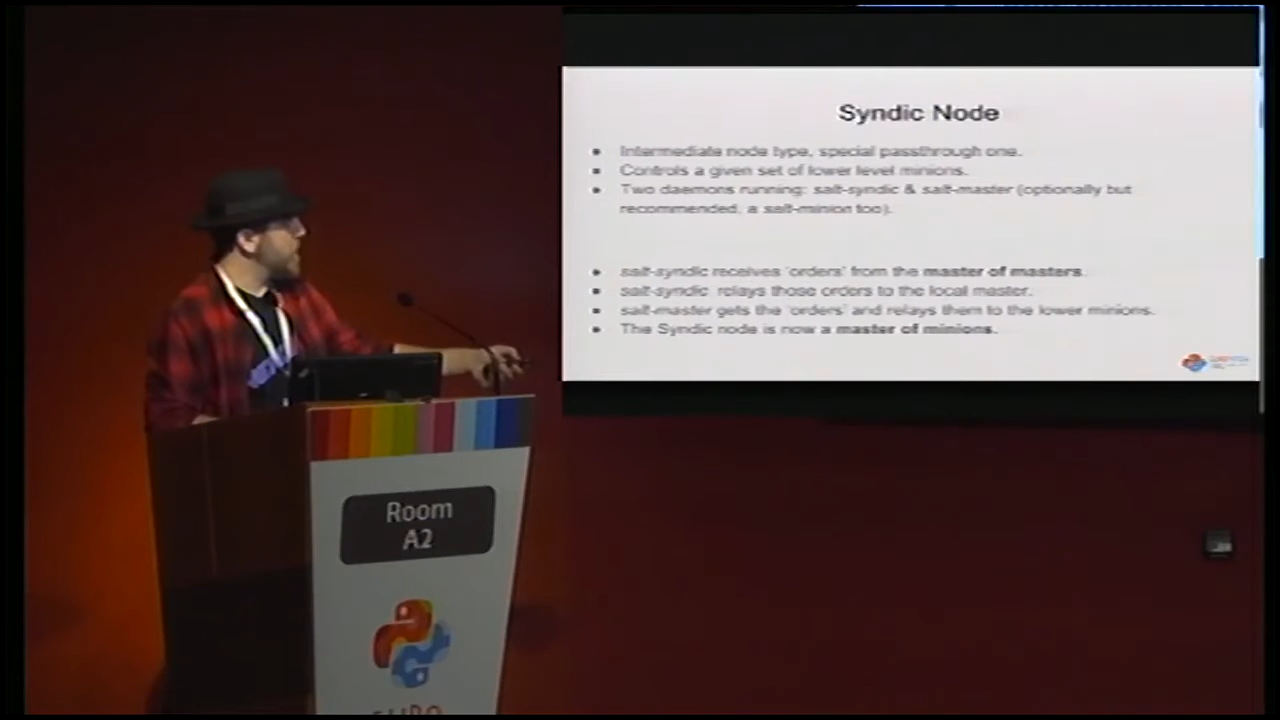 Syndic Node
● Intermediate node type, special passthrough one.
● Controls a given set of lower level minions.
● Two daemons running: salt-syndic & salt-master (optionally but
recommended, a salt-minion too).
● salt-syndic receives 'orders' from the master of masters.
● salt-syndic relays those orders to the local master.
● salt-master gets the 'orders' and relays them to the lower minions.
● The Syndic node is now a master of minions.
Room
A2
EURO